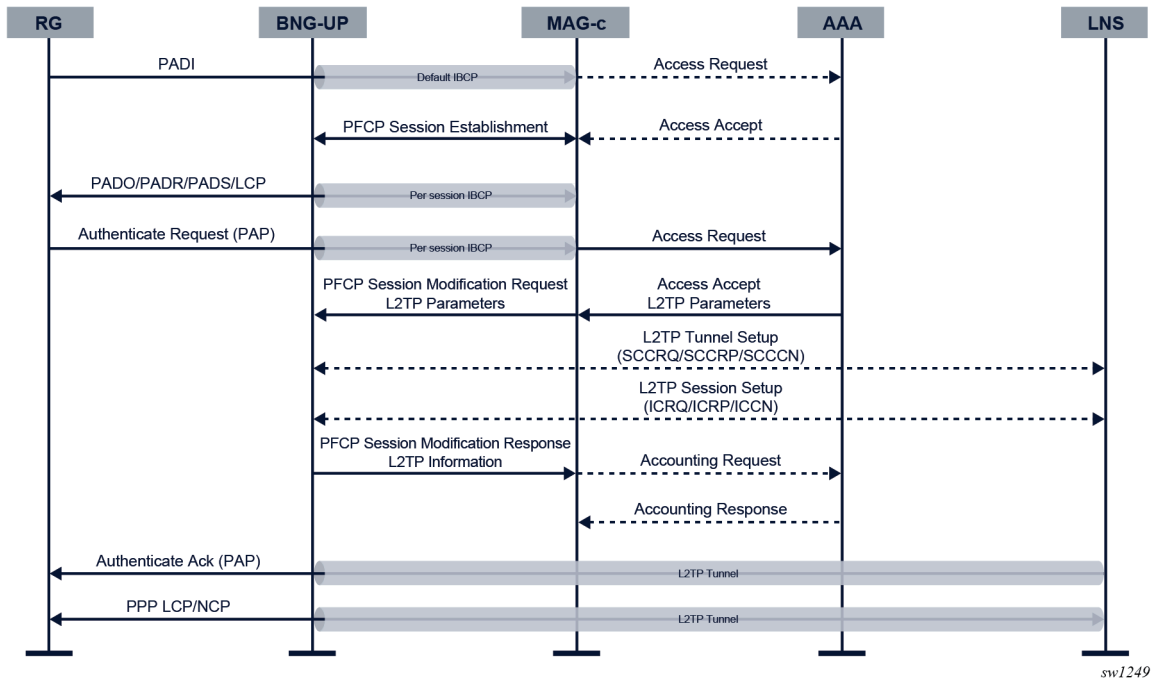 RG
BNG-UP
MAG-c
AAA
LNS
PADI
Default IBCP
Access Request
PFCP Session Establishment
Access Accept
PADO/PADR/PADS/LCP
Per session IBCP
Authenticate Request (PAP)
Per session IBCP
Access Request
PFCP Session Modification Request
L2TP Parameters
Access Accept
L2TP Parameters
L2TP Tunnel Setup
(SCCRQ/SCCRP/SCCCN)
L2TP Session Setup
(ICRQ/ICRP/ICCN)
PFCP Session Modification Response
L2TP Information
Accounting Request
Accounting Response
Authenticate Ack (PAP)
L2TP Tunnel
PPP LCP/NCP
L2TP Tunnel
sw1249